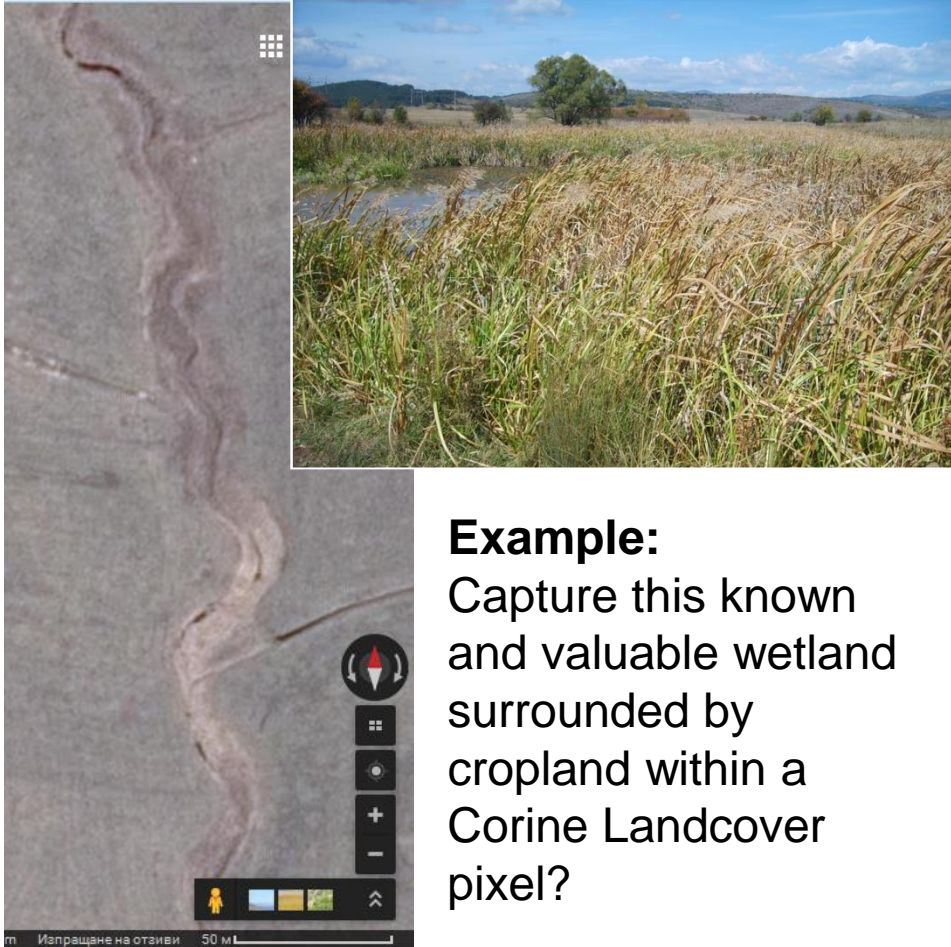 Example:
Capture this known
and valuable wetland
surrounded by
cropland within a
Corine Landcover
pixel?
m Изпращане на отзиви 50 м